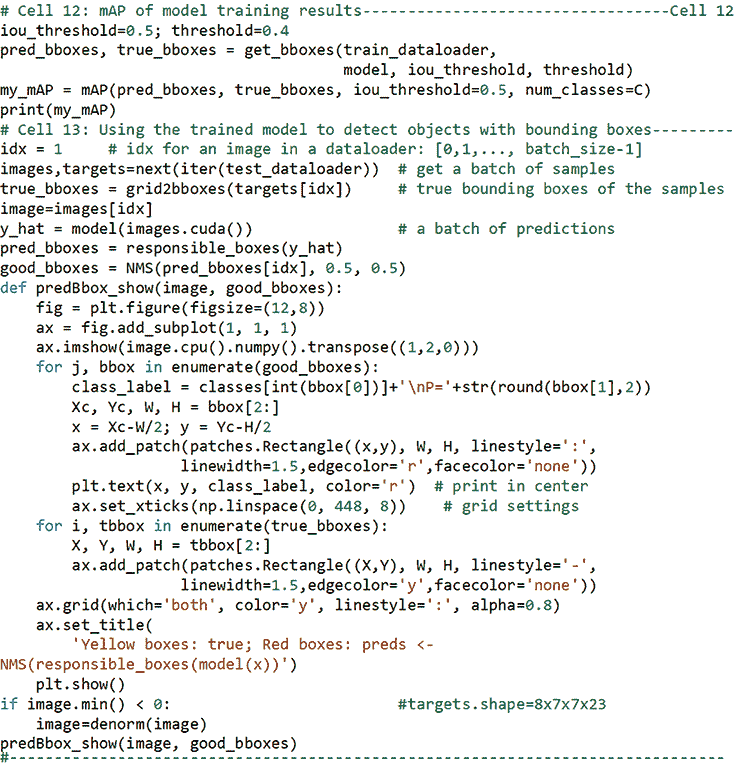 # Cell 12: mAP of model training results----------------------------------Cell 12
iou_threshold=0.5; threshold=0.4
pred_bboxes, true_bboxes = get_bboxes(train_dataloader,
                                      model, iou_threshold, threshold)
my_mAP = mAP(pred_bboxes, true_bboxes, iou_threshold=0.5, num_classes=C)
print(my_mAP)
# Cell 13: Using the trained model to detect objects with bounding boxes---------
idx = 1     # idx for an image in a dataloader: [0,1,..., batch_size-1]
images,targets=next(iter(test_dataloader))  # get a batch of samples
true_bboxes = grid2bboxes(targets[idx])     # true bounding boxes of the samples
image=images[idx]
y_hat = model(images.cuda())                # a batch of predictions
pred_bboxes = responsible_boxes(y_hat)
good_bboxes = NMS(pred_bboxes[idx], 0.5, 0.5)
def predBbox_show(image, good_bboxes):
    fig = plt.figure(figsize=(12,8))
    ax = fig.add_subplot(1, 1, 1)
    ax.imshow(image.cpu().numpy().transpose((1,2,0)))
    for j, bbox in enumerate(good_bboxes):
        class_label = classes[int(bbox[0])]+'\nP='+str(round(bbox[1],2))
        Xc, Yc, W, H = bbox[2:]
        x = Xc-W/2; y = Yc-H/2
        ax.add_patch(patches.Rectangle((x,y), W, H, linestyle=':',
                    linewidth=1.5,edgecolor='r',facecolor='none'))
        plt.text(x, y, class_label, color='r')  # print in center
        ax.set_xticks(np.linspace(0, 448, 8))    # grid settings
    for i, tbbox in enumerate(true_bboxes):
        X, Y, W, H = tbbox[2:]
        ax.add_patch(patches.Rectangle((X,Y), W, H, linestyle='-',
                    linewidth=1.5,edgecolor='y',facecolor='none'))
    ax.grid(which='both', color='y', linestyle=':', alpha=0.8)
    ax.set_title(
        'Yellow boxes: true; Red boxes: preds <-
NMS(responsible_boxes(model(x))')
    plt.show()
if image.min() < 0:                         #targets.shape=8x7x7x23
    image=denorm(image)
predBbox_show(image, good_bboxes)
#--------------------------------------------------------------------------------